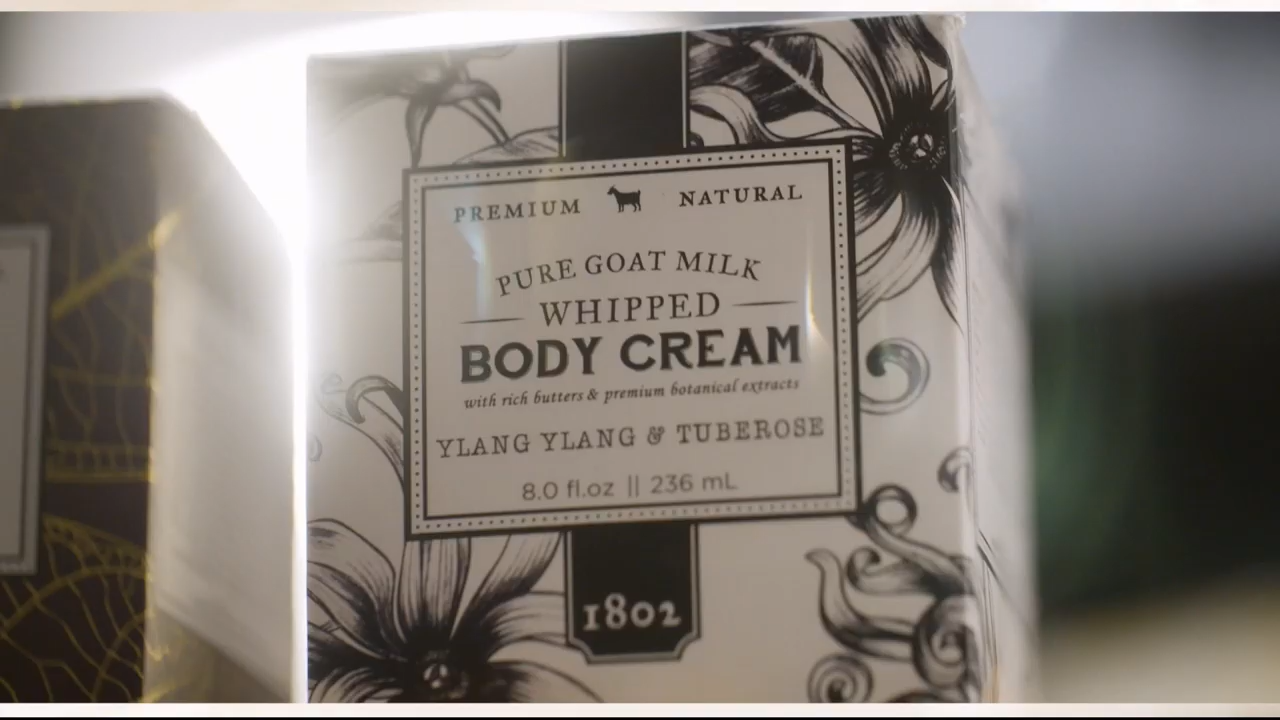 PREMIUM NATURAL
PURE GOAT MILK
WHIPPED
BODY CREAM
with rich butters & premium botanical extracts
YLANG YLANG & TUBEROSE
8.0 fl.oz || 236 mL
1802